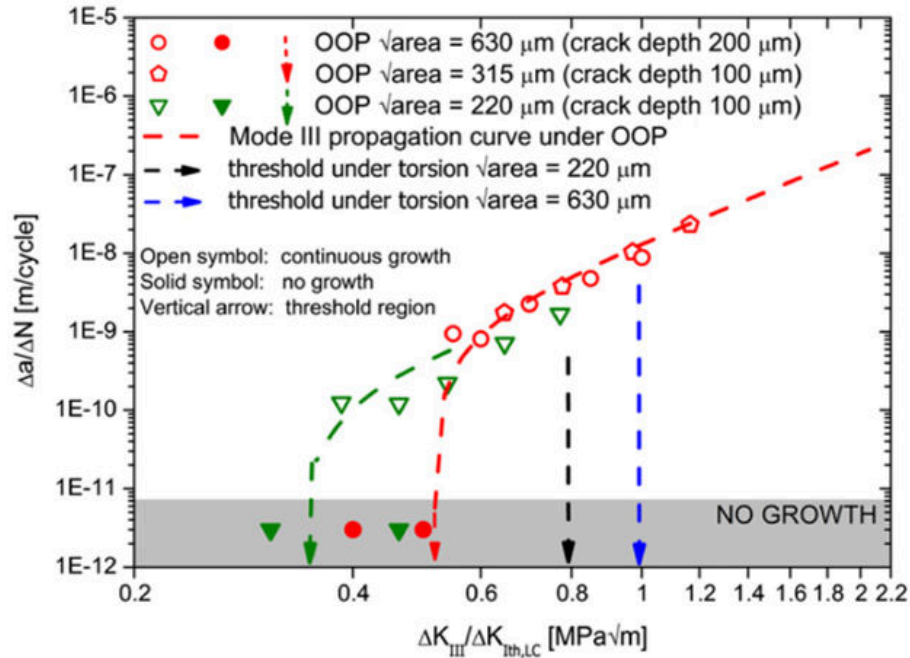 1E-5
OOP √area = 630 μm (crack depth 200 μm)
1E-6
OOP √area = 315 μm (crack depth 100 μm)
OOP √area = 220 μm (crack depth 100 μm)
Mode III propagation curve under OOP
1E-7
threshold under torsion √area = 220 μm
threshold under torsion √area = 630 μm
1E-8
Open symbol: continuous growth
Solid symbol: no growth
Vertical arrow: threshold region
1E-9
Δa/ΔN [m/cycle]
1E-10
1E-11
NO GROWTH
1E-12
0.2 0.4 0.6 0.8 1 1.2 1.4 1.6 1.8 2 2.2
ΔK_III/ΔK_Ith,LC [MPa√m]